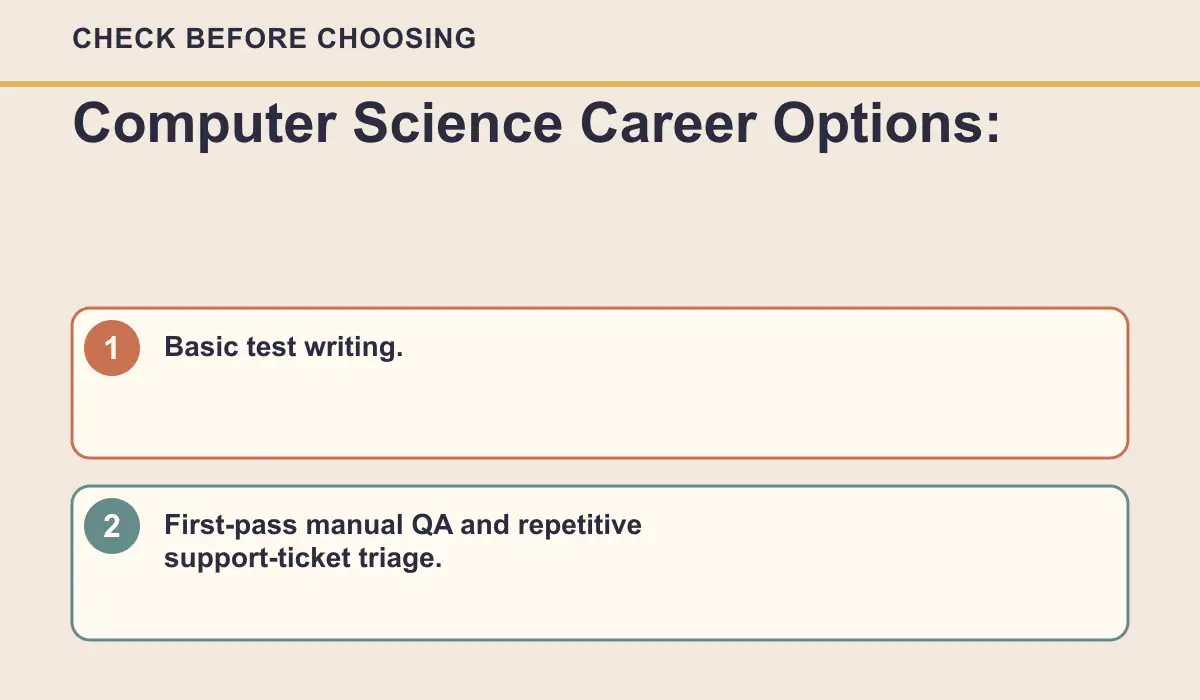 CHECK BEFORE CHOOSING
Computer Science Career Options:
1
Basic test writing.
2
First-pass manual QA and repetitive
support-ticket triage.